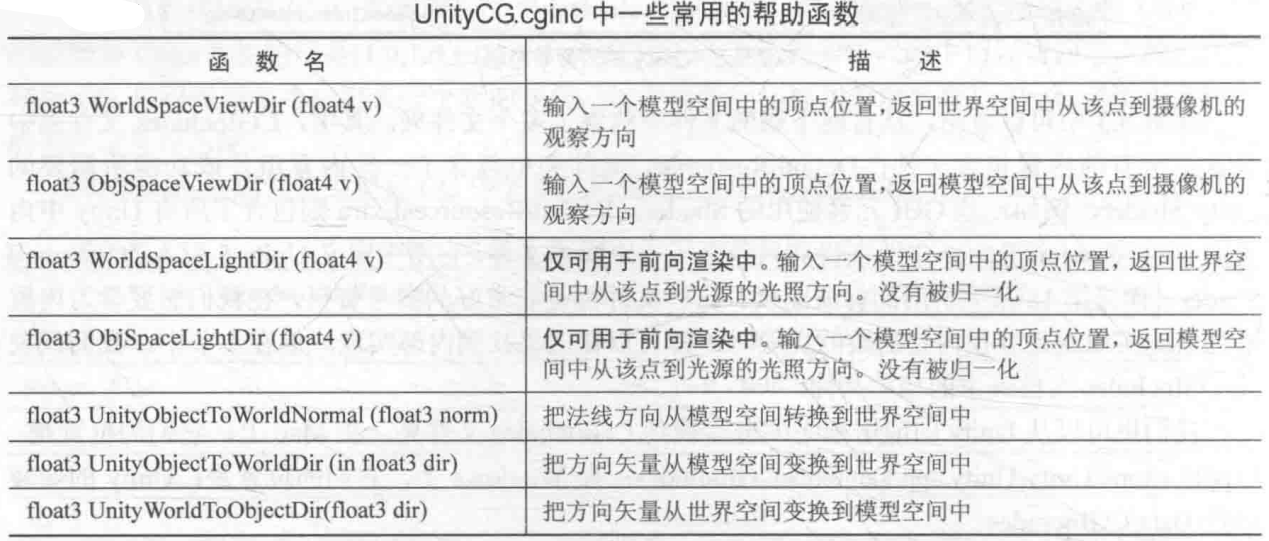 UnityCG.cginc 中一些常用的帮助函数
函 数 名
描 述
float3 WorldSpaceViewDir (float4 v)
输入一个模型空间中的顶点位置,返回世界空间中从该点到摄像机的
观察方向
float3 ObjSpaceViewDir (float4 v)
输入一个模型空间中的顶点位置,返回模型空间中从该点到摄像机的
观察方向
float3 WorldSpaceLightDir (float4 v)
仅可用于前向渲染中。输入一个模型空间中的顶点位置，返回世界空
间中从该点到光源的光照方向。没有被归一化
float3 ObjSpaceLightDir (float4 v)
仅可用于前向渲染中。输入一个模型空间中的顶点位置，返回模型空
间中从该点到光源的光照方向。没有被归一化
float3 UnityObjectToWorldNormal (float3 norm)
把法线方向从模型空间转换到世界空间中
float3 UnityObjectToWorldDir (in float3 dir)
把方向矢量从模型空间变换到世界空间中
float3 UnityWorldToObjectDir(float3 dir)
把方向矢量从世界空间变换到模型空间中